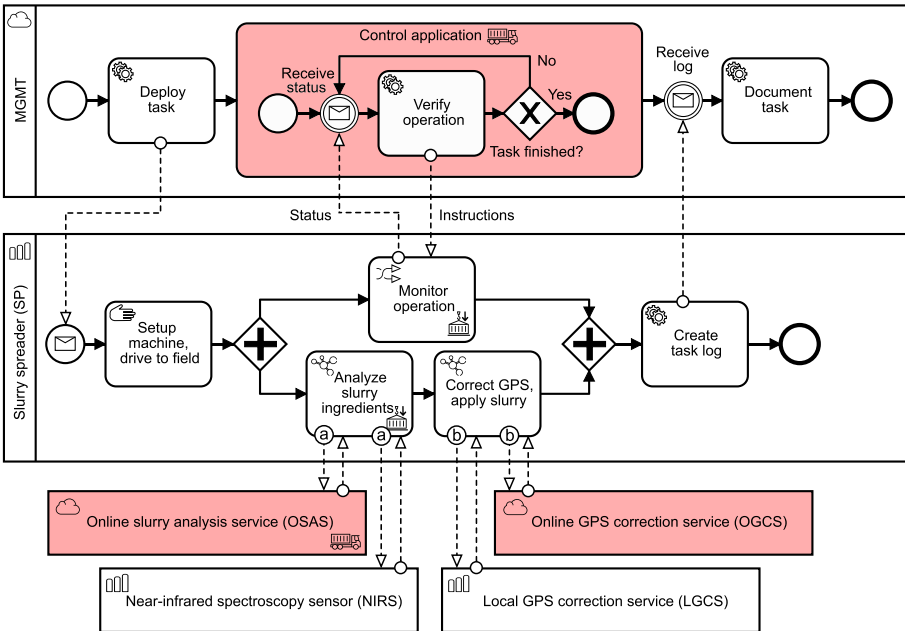 MGMT
Control application
Receive
status
No
Receive
log
Deploy
task
Verify
operation
X
Yes
Task finished?
Document
task
Status
Instructions
Slurry spreader (SP)
Monitor
operation
Setup
machine,
drive to field
Create
task log
Analyze
slurry
ingredients
Correct GPS,
apply slurry
a
a
b
b
Online slurry analysis service (OSAS)
Online GPS correction service (OGCS)
Near-infrared spectroscopy sensor (NIRS)
Local GPS correction service (LGCS)